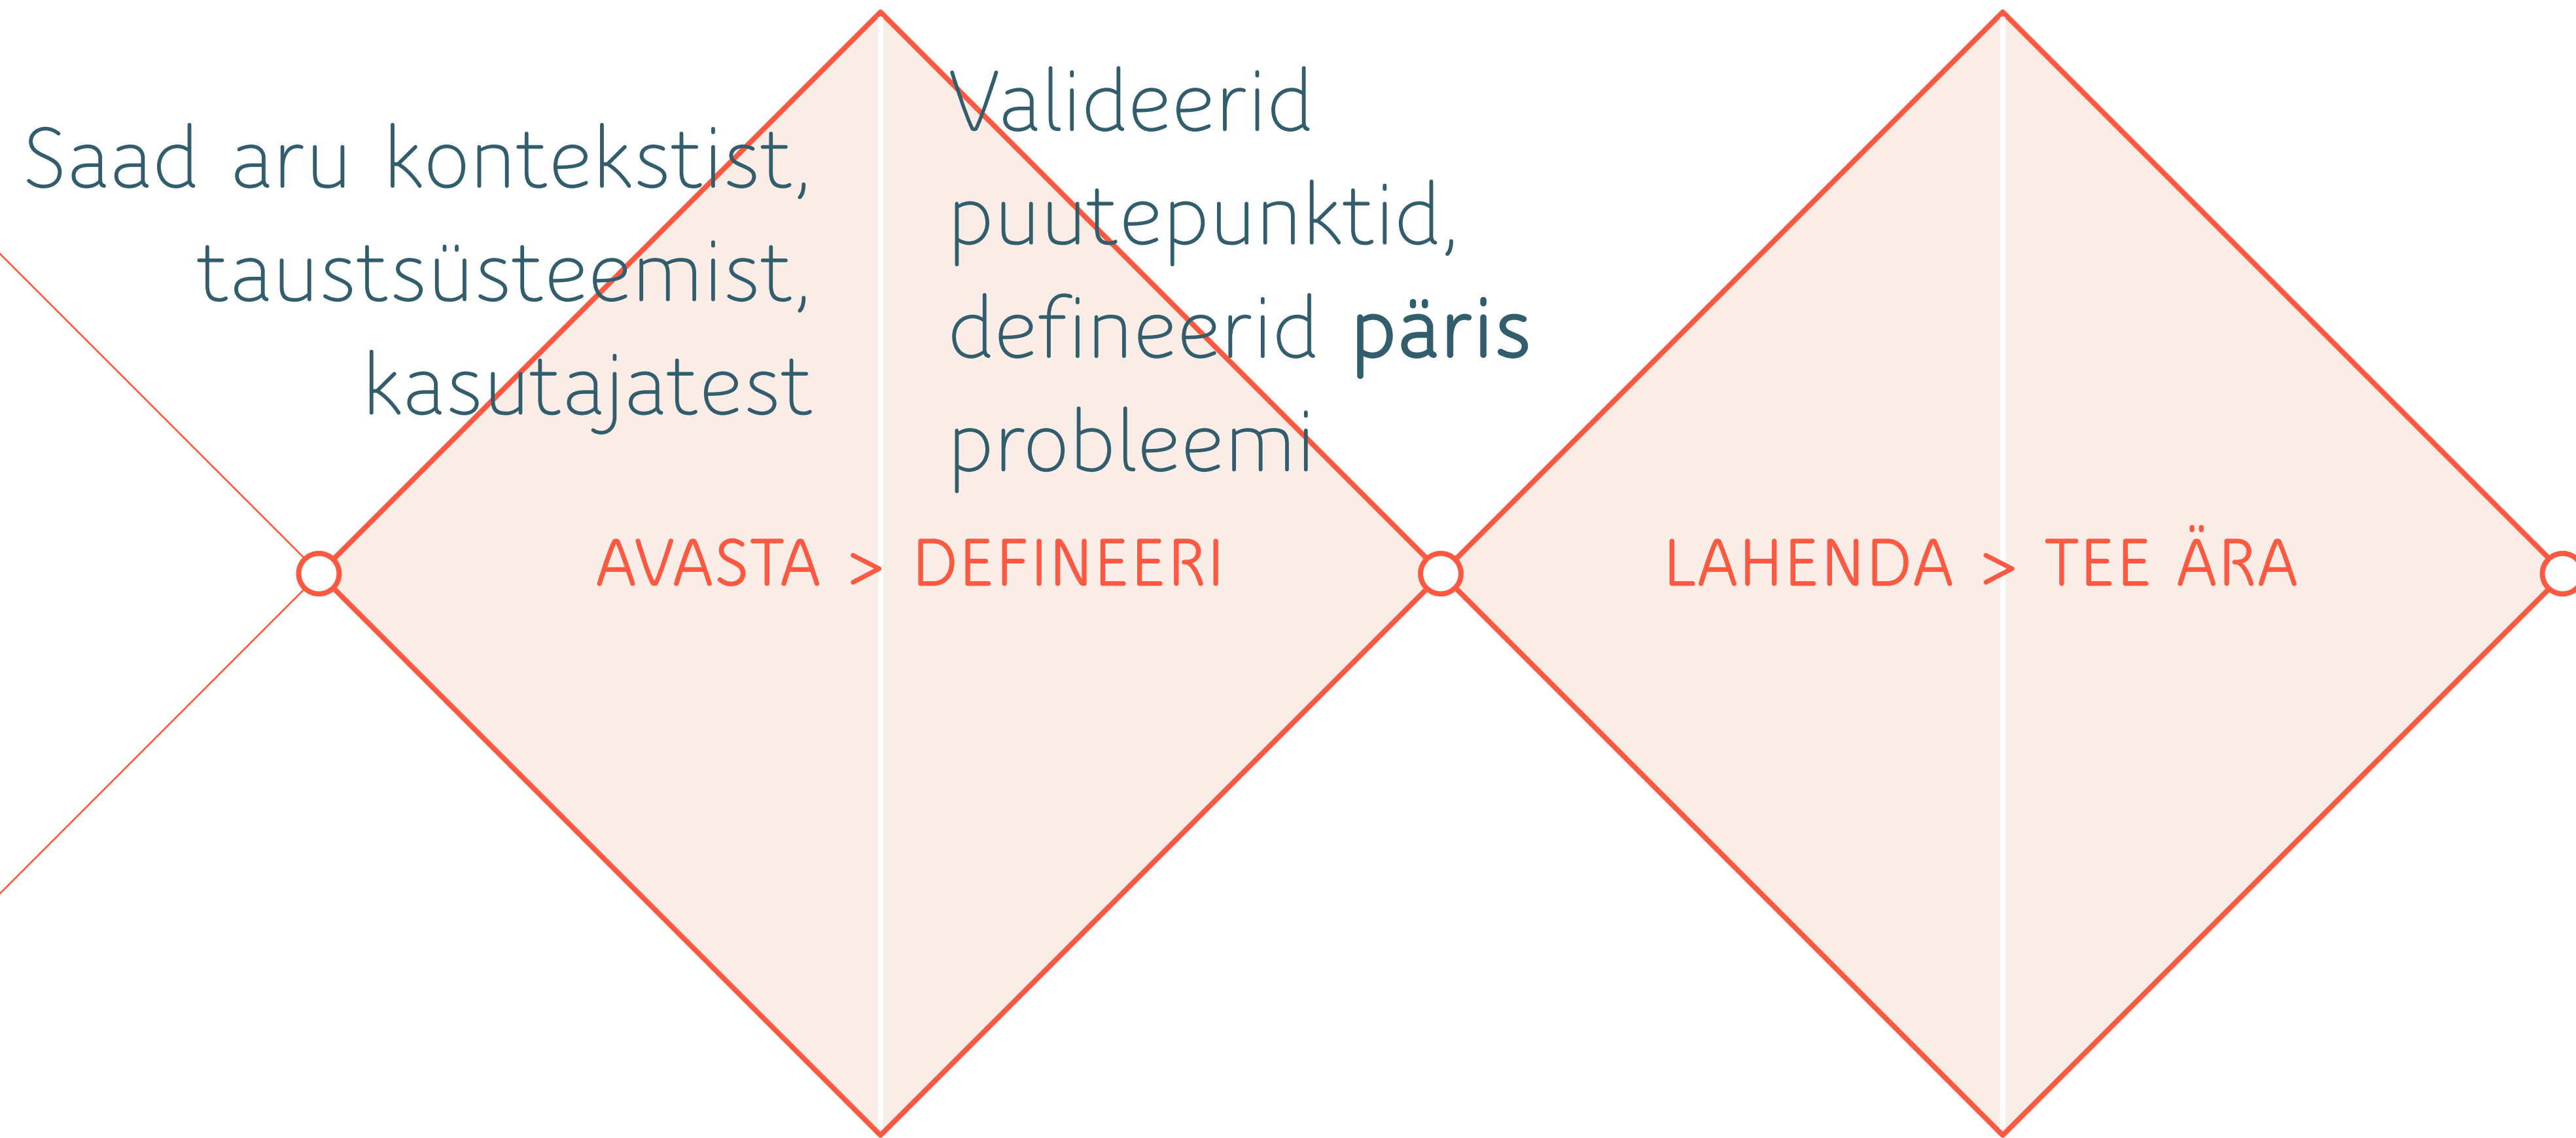 Saad aru kontekstist,
taustsüsteemist,
kasutajatest
Valideerid
puutepunktid,
defineerid päris
probleemi
AVASTA > DEFINEERI
LAHENDA > TEE ÄRA